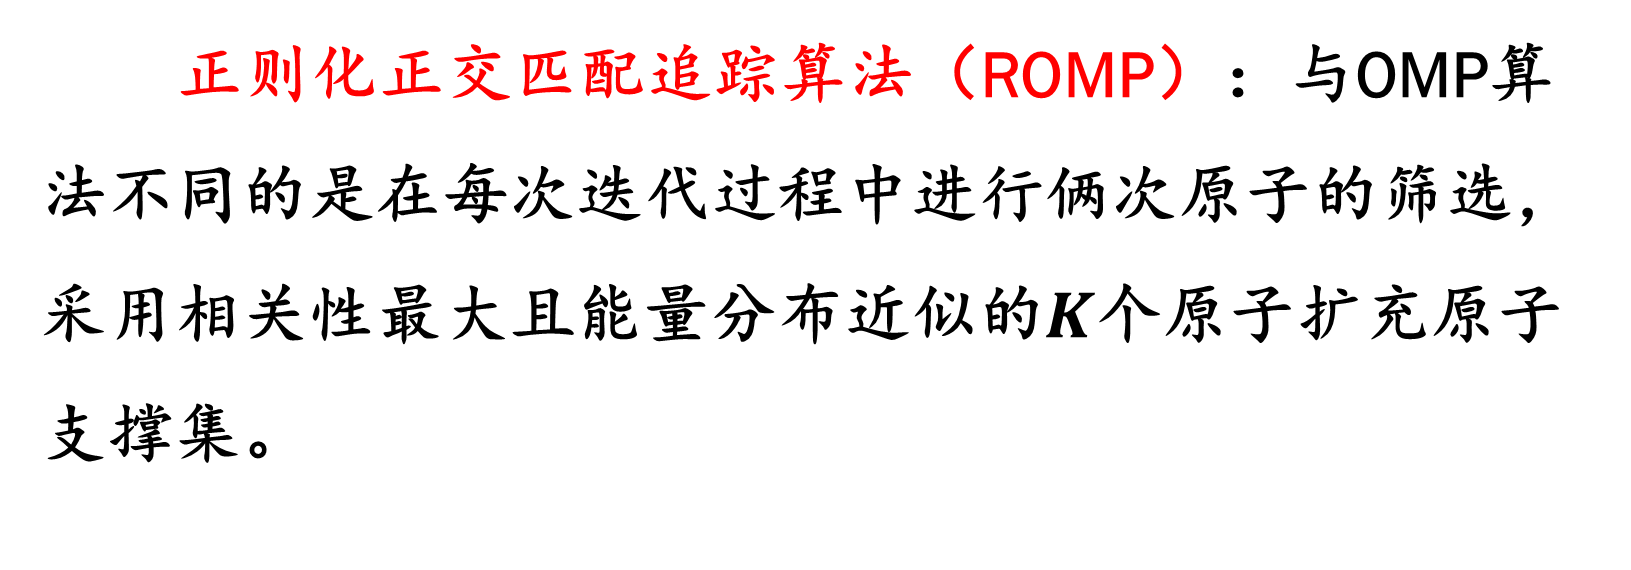 正则化正交匹配追踪算法（ROMP）：与OMP算
法不同的是在每次迭代过程中进行俩次原子的筛选，
采用相关性最大且能量分布近似的K个原子扩充原子
支撑集。